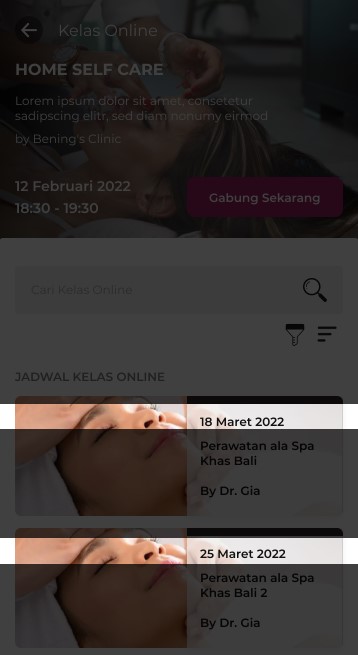 Kelas Online
HOME SELF CARE
Lorem ipsum dolor sit amet, consetetur
sadipscing elitr, sed diam nonumy eirmod
by Bening's Clinic
12 Februari 2022
18:30 - 19:30
Gabung Sekarang
Cari Kelas Online
JADWAL KELAS ONLINE
18 Maret 2022
Perawatan ala Spa
Khas Bali
By Dr. Gia
25 Maret 2022
Perawatan ala Spa
Khas Bali 2
By Dr. Gia